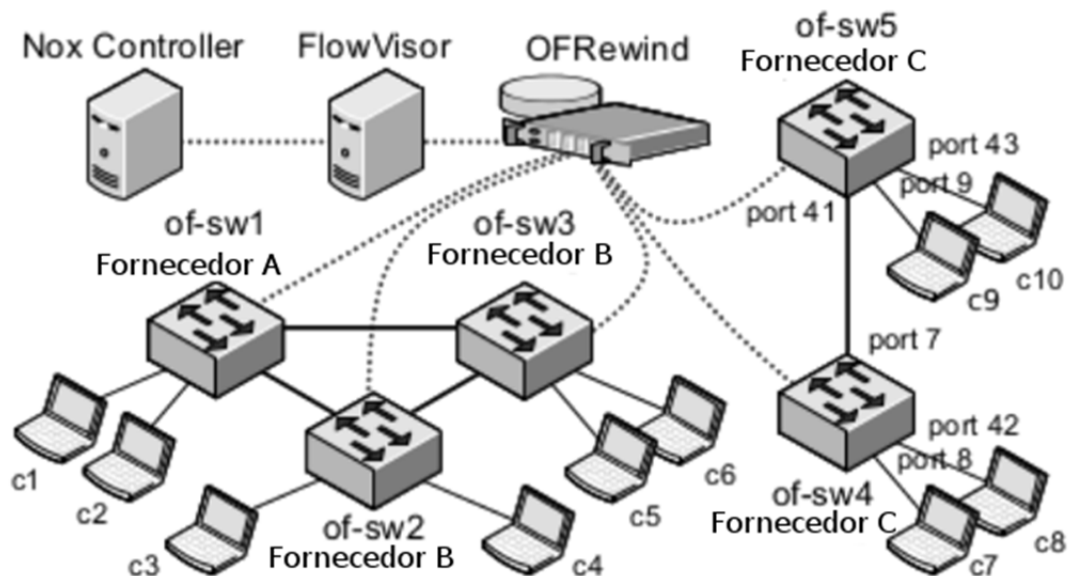 Nox Controller
FlowVisor
OFRewind
of-sw5
Fornecedor C
port 43
port 9
port 41
c9
c10
of-sw1
Fornecedor A
of-sw3
Fornecedor B
port 7
c1
c2
c3
of-sw2
Fornecedor B
c4
c5
c6
port 42
port 8
of-sw4
Fornecedor C
c7
c8